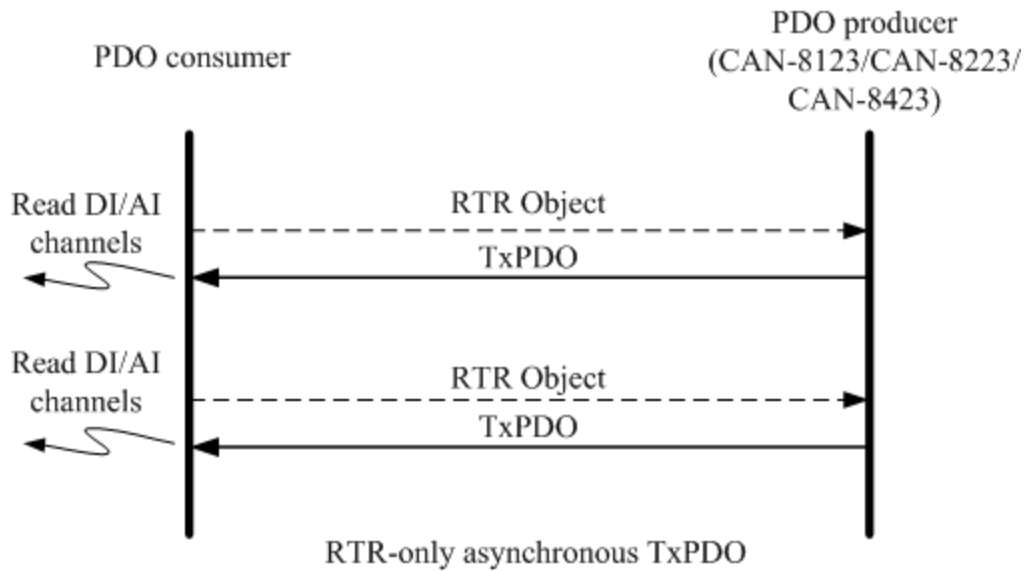 PDO consumer
PDO producer
(CAN-8123/CAN-8223/
CAN-8423)
Read DI/AI
channels
RTR Object
TxPDO
Read DI/AI
channels
RTR Object
TxPDO
RTR-only asynchronous TxPDO